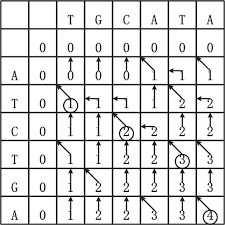 T G C A T A
0 0 0 0 0 0 0
A 0 0 0 0 1 1 1
T 0 1 1 1 1 2 2
C 0 1 1 2 2 2 2
T 0 1 1 2 2 3 3
G 0 1 2 2 2 3 3
A 0 1 2 2 3 3 4